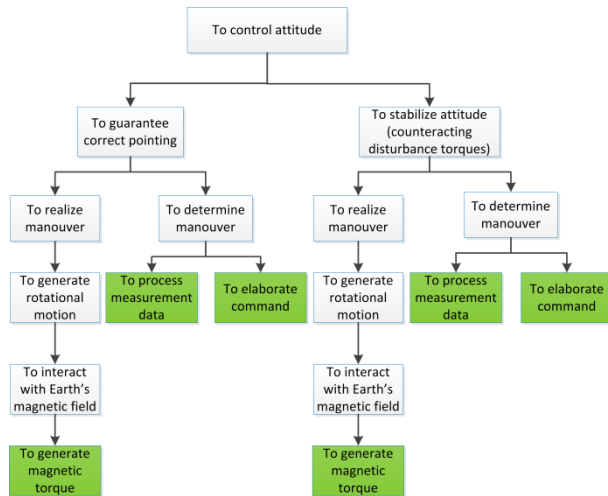 To control attitude
To guarantee
correct pointing
To stabilize attitude
(counteracting
disturbance torques)
To realize
manouver
To determine
manouver
To realize
manouver
To determine
manouver
To generate
rotational
motion
To process
measurement
data
To elaborate
command
To generate
rotational
motion
To process
measurement
data
To elaborate
command
To interact
with Earth's
magnetic field
To interact
with Earth's
magnetic field
To generate
magnetic
torque
To generate
magnetic
torque